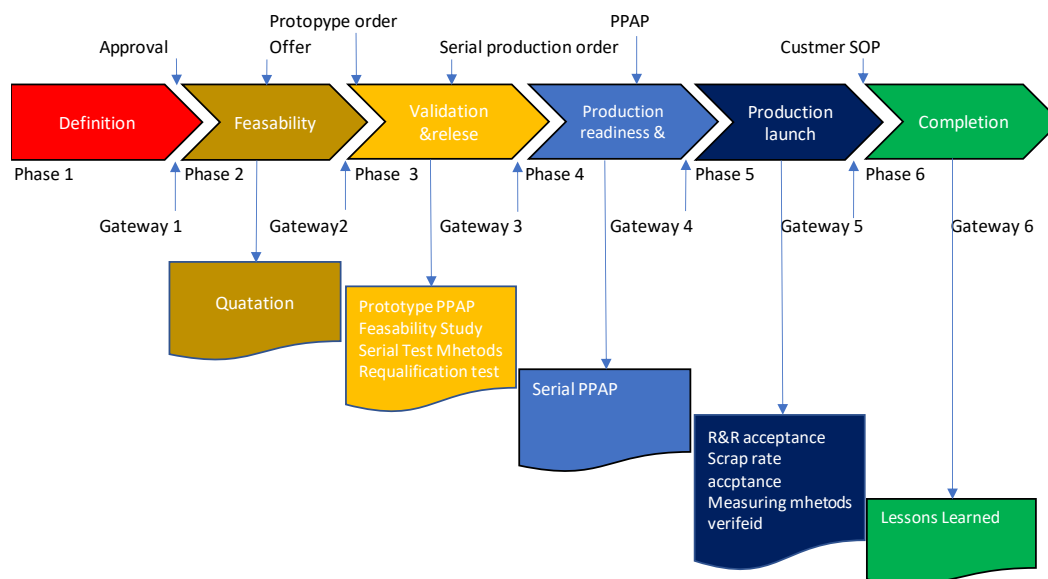 Protopype order
PPAP
Approval
Offer
Serial production order
Custmer SOP
Definition
Feasability
Validation
&relese
Production
readiness &
Production
launch
Completion
Phase 1
Phase 2
Phase  3
Phase 4
Phase 5
Phase 6
Gateway 1
Gateway2
Gateway 3
Gateway 4
Gateway 5
Gateway 6
Quatation
Prototype PPAP
Feasability Study
Serial Test Mhetods
Requalification test
Serial PPAP
R&R acceptance
Scrap rate
accptance
Measuring mhetods
verifeid
Lessons Learned